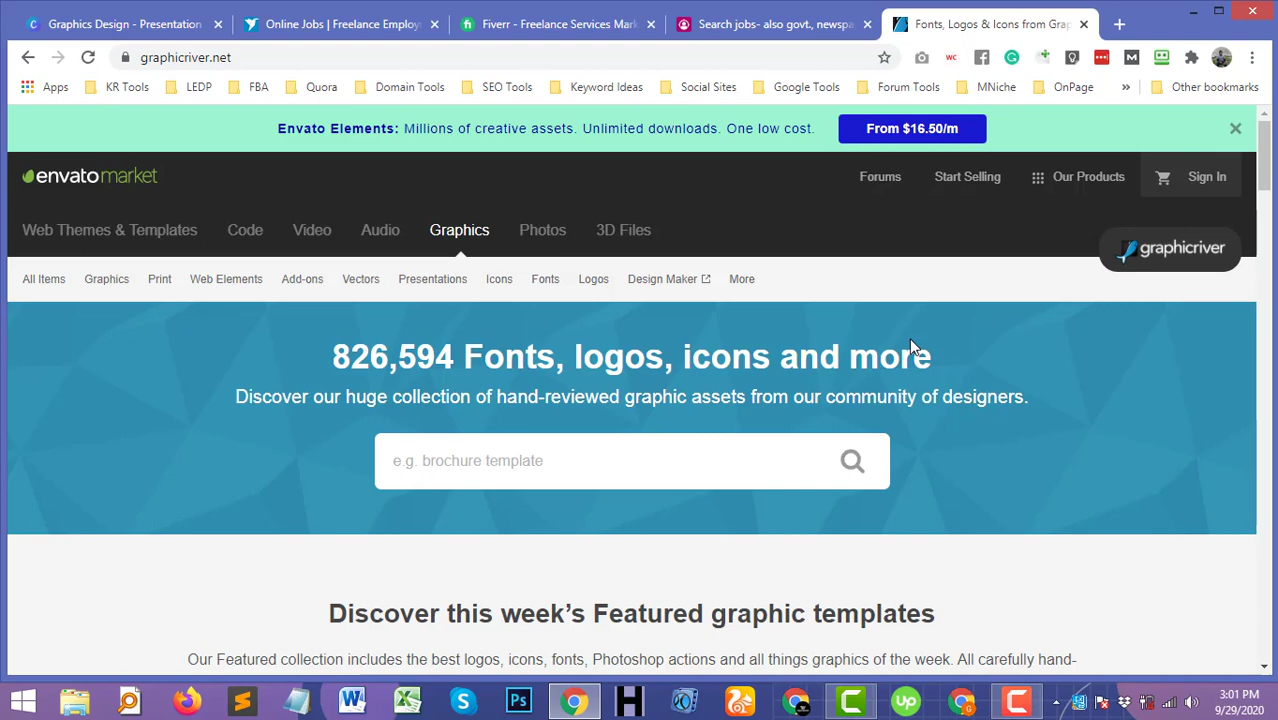 Graphics Design - Presentation
Online Jobs | Freelance Employ
Fiverr - Freelance Services Mark
Search jobs- also govt., newspa
Fonts, Logos & Icons from Grap
graphicriver.net
Apps
KR Tools
LEDP
FBA
Quora
Domain Tools
SEO Tools
Keyword Ideas
Social Sites
Google Tools
Forum Tools
MNiche
OnPage
Other bookmarks
Envato Elements: Millions of creative assets. Unlimited downloads. One low cost.
From $16.50/m
envatomarket
Forums
Start Selling
Our Products
Sign In
Web Themes & Templates
Code
Video
Audio
Graphics
Photos
3D Files
graphicriver
All Items
Graphics
Print
Web Elements
Add-ons
Vectors
Presentations
Icons
Fonts
Logos
Design Maker
More
826,594 Fonts, logos, icons and more
Discover our huge collection of hand-reviewed graphic assets from our community of designers.
e.g. brochure template
Discover this week's Featured graphic templates
Our Featured collection includes the best logos, icons, fonts, Photoshop actions and all things graphics of the week. All carefully hand-
3:01 PM
9/29/2020